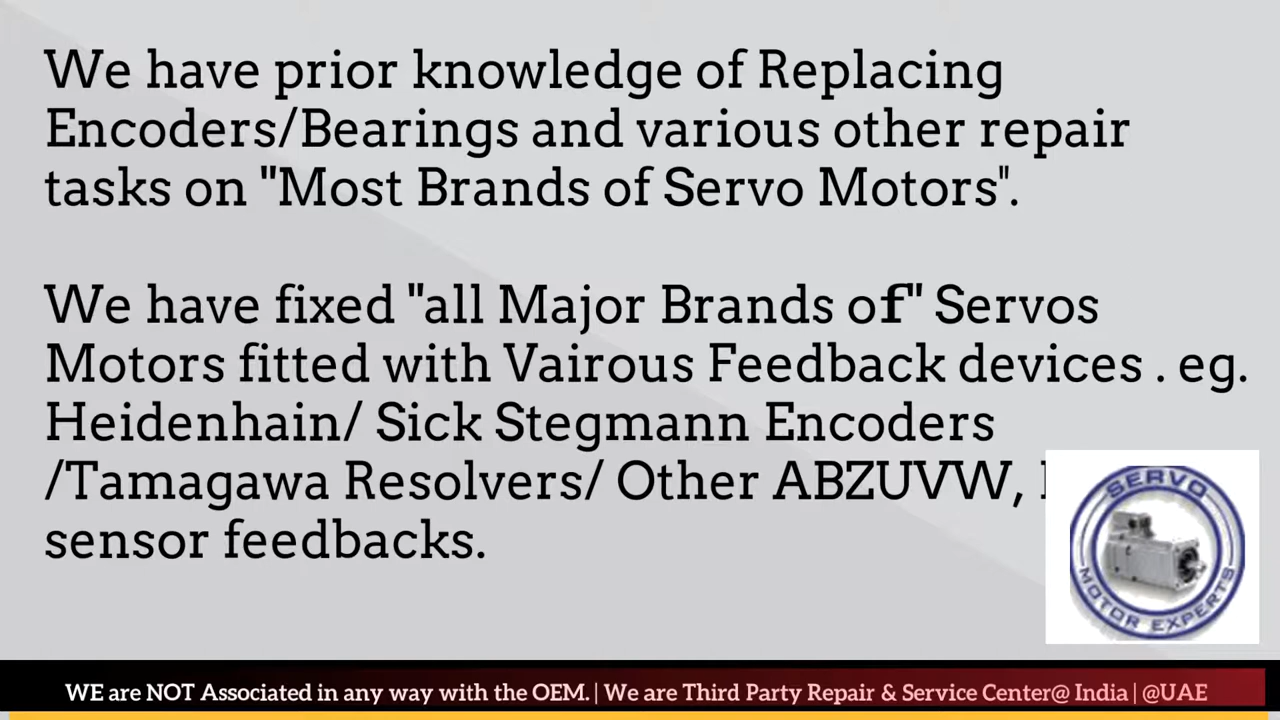 We have prior knowledge of Replacing
Encoders/Bearings and various other repair
tasks on "Most Brands of Servo Motors".
We have fixed "all Major Brands of" Servos
Motors fitted with Vairous Feedback devices . eg.
Heidenhain/ Sick Stegmann Encoders
/Tamagawa Resolvers/ Other ABZUVW,
sensor feedbacks.
SERVO
MOTOR EXPERTS
WE are NOT Associated in any way with the OEM. | We are Third Party Repair & Service Center@ India | @UAE